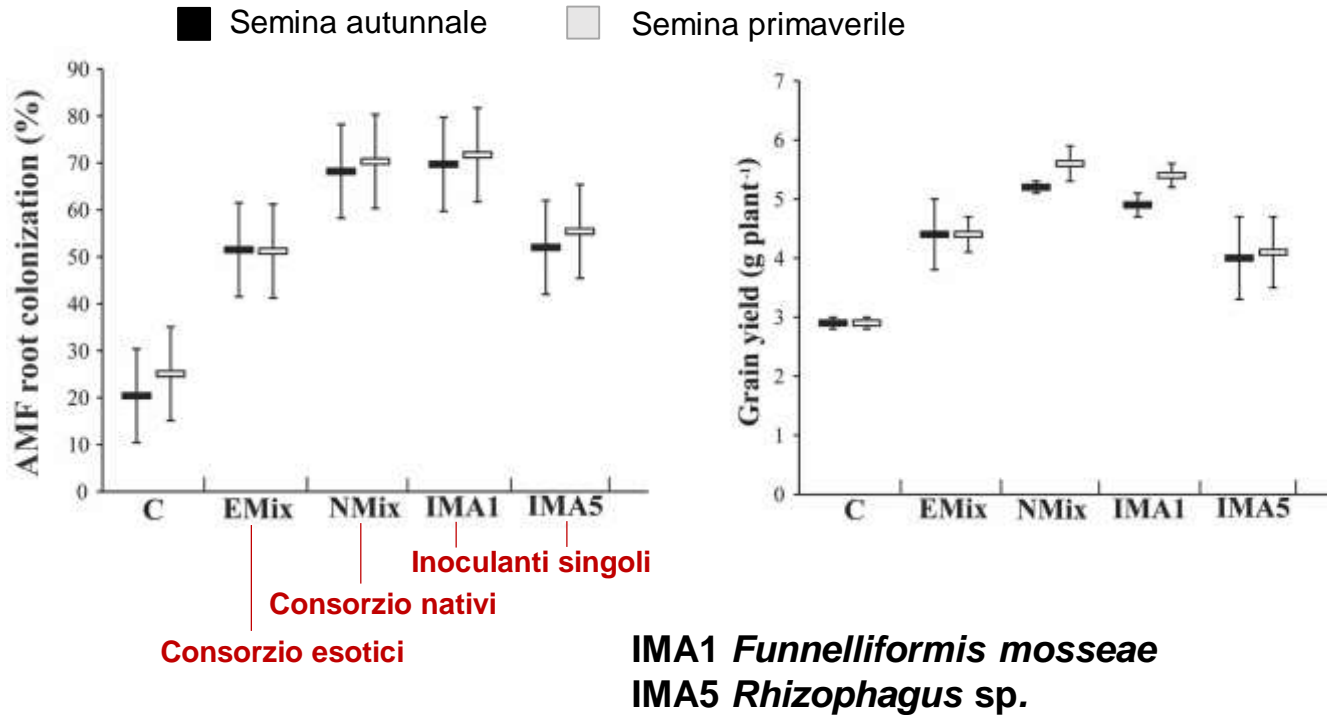 Semina autunnale Semina primaverile
AMF root colonization (%)
90
80
70
60
50
40
30
20
10
0
C EMix NMix IMA1 IMA5
Grain yield (g plant⁻¹)
7
6
5
4
3
2
1
0
C EMix NMix IMA1 IMA5
Inoculanti singoli
Consorzio nativi
Consorzio esotici
IMA1 Funnelliformis mosseae
IMA5 Rhizophagus sp.